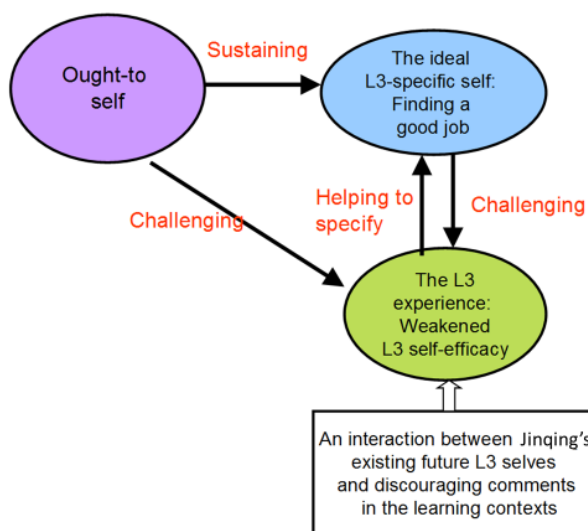 Ought-to
self
Sustaining
The ideal
L3-specific self:
Finding a
good job
Challenging
Helping to
specify
Challenging
The L3
experience:
Weakened
L3 self-efficacy
An interaction between Jinqing's
existing future L3 selves
and discouraging comments
in the learning contexts